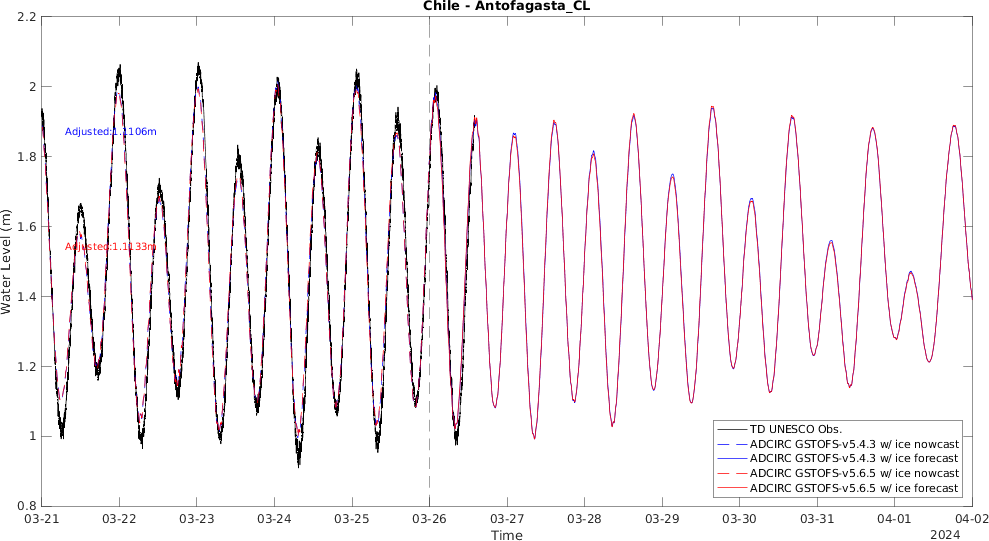 Chile - Antofagasta_CL
2.2
2
1.8
1.6
1.4
1.2
1
0.8
Water Level (m)
Adjusted:1.1106m
Adjusted:1.1133m
TD UNESCO Obs.
ADCIRC GSTOFS-v5.4.3 w/ ice nowcast
ADCIRC GSTOFS-v5.4.3 w/ ice forecast
ADCIRC GSTOFS-v5.6.5 w/ ice nowcast
ADCIRC GSTOFS-v5.6.5 w/ ice forecast
03-21 03-22 03-23 03-24 03-25 03-26 03-27 03-28 03-29 03-30 03-31 04-01 04-02
Time
2024